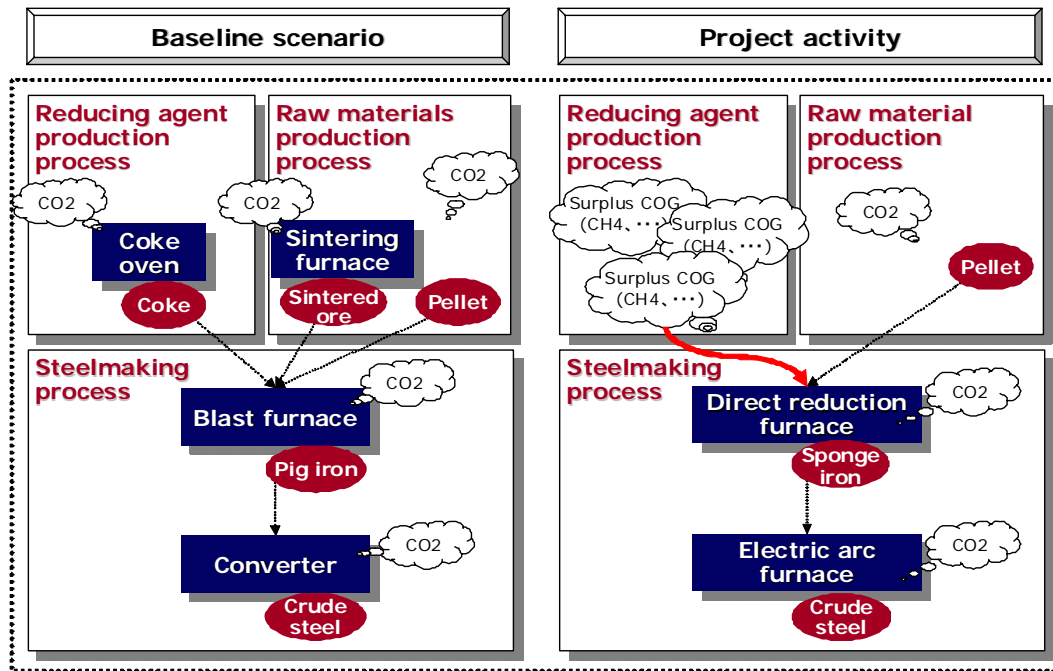 Baseline scenario
Project activity
Reducing agent
production
process
CO2
Coke
oven
Coke
Raw materials
production
process
CO2
CO2
Sintering
furnace
Sintered
ore
Pellet
Steelmaking
process
CO2
Blast furnace
Pig iron
CO2
Converter
Crude
steel
Reducing agent
production
process
Surplus COG
(CH4、…)
Surplus COG
(CH4、…)
Surplus COG
(CH4、…)
Raw material
production
process
CO2
Pellet
Steelmaking
process
CO2
Direct reduction
furnace
Sponge
iron
CO2
Electric arc
furnace
Crude
steel